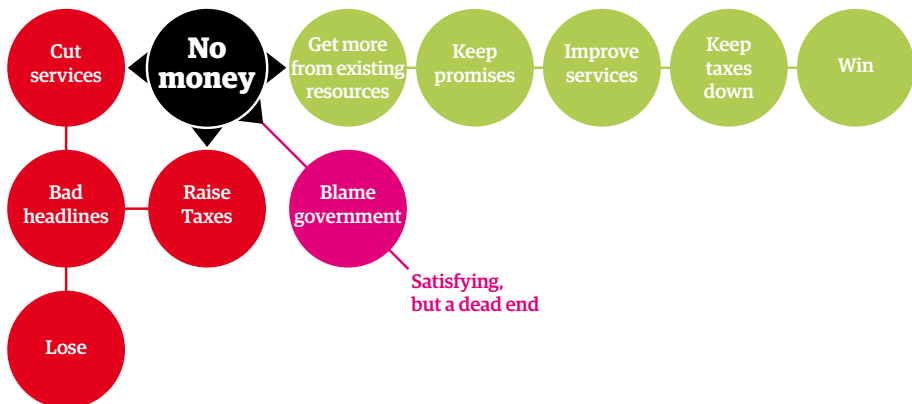 Cut
services
No
money
Get more
from existing
resources
Keep
promises
Improve
services
Keep
taxes
down
Win
Bad
headlines
Raise
Taxes
Blame
government
Satisfying,
but a dead end
Lose